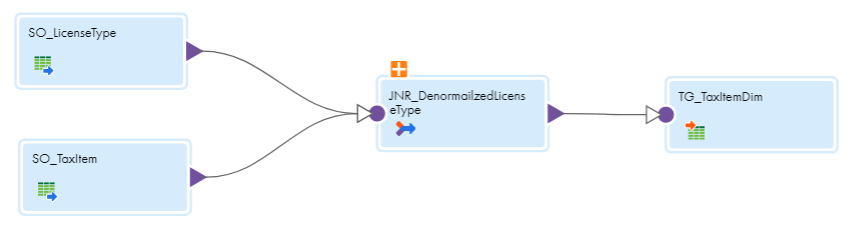 SO_LicenseType
JNR_DenormailzedLicens
eType
TG_TaxItemDim
SO_TaxItem